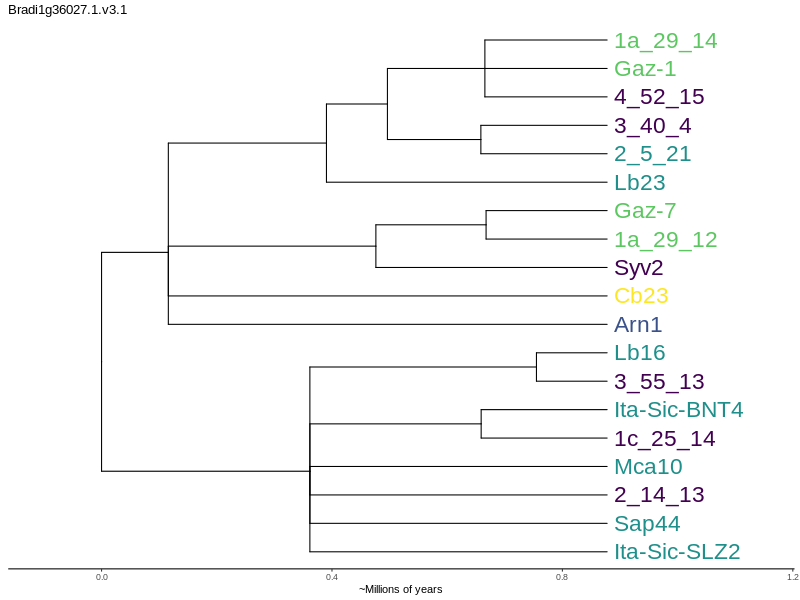 Bradi1g36027.1.v3.1
1a_29_14
Gaz-1
4_52_15
3_40_4
2_5_21
Lb23
Gaz-7
1a_29_12
Syv2
Cb23
Arn1
Lb16
3_55_13
Ita-Sic-BNT4
1c_25_14
Mca10
2_14_13
Sap44
Ita-Sic-SLZ2
0.0 0.4 0.8 1.2
~Millions of years